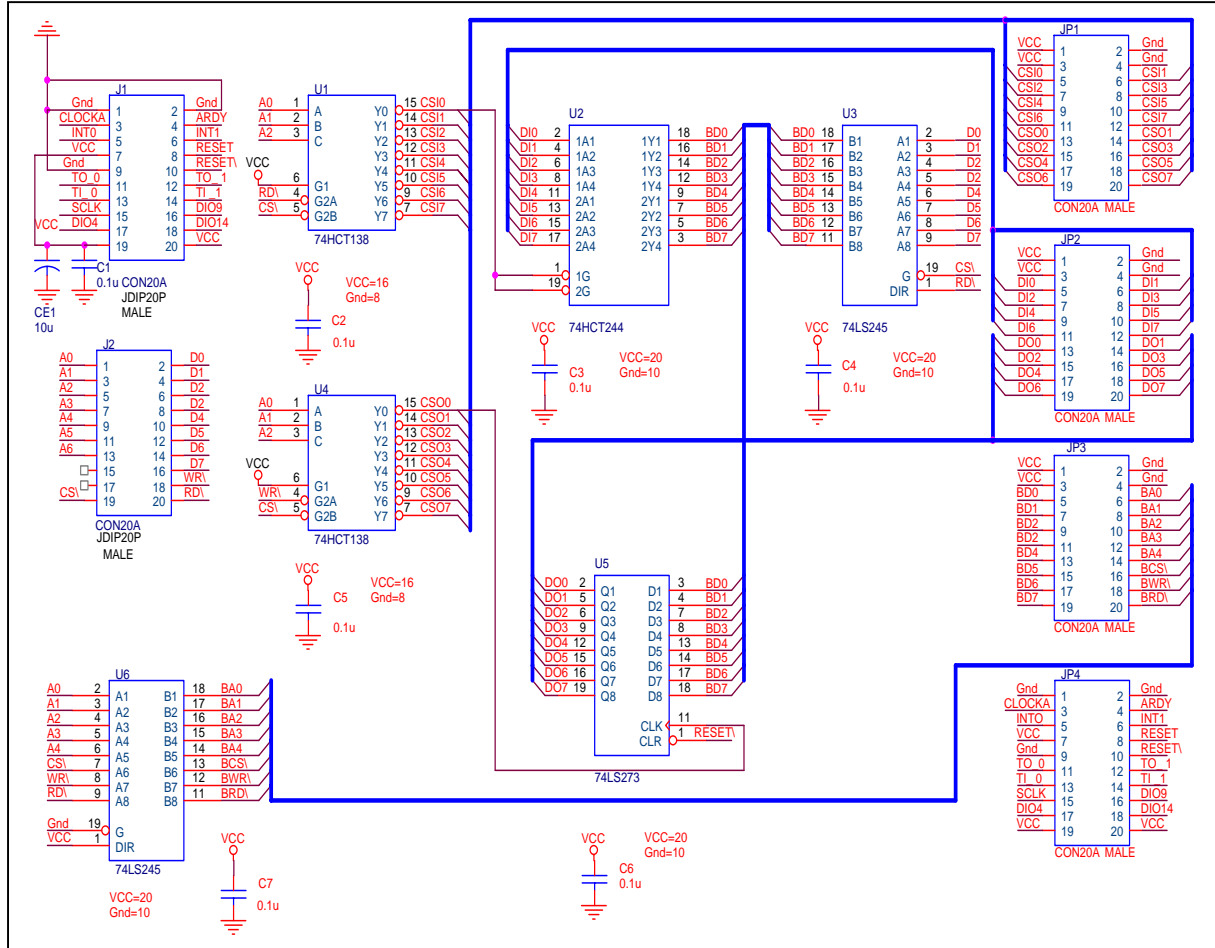 J1
Gnd 1 2 Gnd
CLOCKA 3 4 ARDY
INT0 5 6 INT1
VCC 7 8 RESET
Gnd 9 10 RESET\
TO_0 11 12 TO_1
TI_0 13 14 TI_1
SCLK 15 16 DIO9
DIO4 17 18 DIO14
VCC 19 20 VCC
C1
0.1u
CON20A
JDIP20P
MALE
CE1
10u
U1
A0 1 A Y0 15 CSI0
A1 2 B Y1 14 CSI1
A2 3 C Y2 13 CSI2
Y3 12 CSI3
Y4 11 CSI4
VCC
6 G1 Y5 10 CSI5
RD\ 4 G2A Y6 9 CSI6
CS\ 5 G2B Y7 7 CSI7
74HCT138
VCC
VCC=16
Gnd=8
C2
0.1u
U2
DI0 2 1A1 1Y1 18 BD0
DI1 4 1A2 1Y2 16 BD1
DI2 6 1A3 1Y3 14 BD2
DI3 8 1A4 1Y4 12 BD3
DI4 11 2A1 2Y1 9 BD4
DI5 13 2A2 2Y2 7 BD5
DI6 15 2A3 2Y3 5 BD6
DI7 17 2A4 2Y4 3 BD7
1 1G
19 2G
74HCT244
VCC
C3
0.1u
VCC=20
Gnd=10
U3
BD0 18 B1 A1 2 D0
BD1 17 B2 A2 3 D1
BD2 16 B3 A3 4 D2
BD3 15 B4 A4 5 D2
BD4 14 B5 A5 6 D4
BD5 13 B6 A6 7 D5
BD6 12 B7 A7 8 D6
BD7 11 B8 A8 9 D7
G 19 CS\
DIR 1 RD\
74LS245
VCC
C4
0.1u
VCC=20
Gnd=10
JP1
VCC 1 2 Gnd
VCC 3 4 Gnd
CSI0 5 6 CSI1
CSI2 7 8 CSI3
CSI4 9 10 CSI5
CSI6 11 12 CSI7
CSO0 13 14 CSO1
CSO2 15 16 CSO3
CSO4 17 18 CSO5
CSO6 19 20 CSO7
CON20A MALE
JP2
VCC 1 2 Gnd
VCC 3 4 Gnd
DI0 5 6 DI1
DI2 7 8 DI3
DI4 9 10 DI5
DI6 11 12 DI7
DO0 13 14 DO1
DO2 15 16 DO3
DO4 17 18 DO5
DO6 19 20 DO7
CON20A MALE
J2
A0 1 2 D0
A1 3 4 D1
A2 5 6 D2
A3 7 8 D2
A4 9 10 D4
A5 11 12 D5
A6 13 14 D6
15 16 D7
17 18 WR\
CS\ 19 20 RD\
CON20A
JDIP20P
MALE
U4
A0 1 A Y0 15 CSO0
A1 2 B Y1 14 CSO1
A2 3 C Y2 13 CSO2
Y3 12 CSO3
Y4 11 CSO4
VCC
6 G1 Y5 10 CSO5
WR\ 4 G2A Y6 9 CSO6
CS\ 5 G2B Y7 7 CSO7
74HCT138
VCC
VCC=16
Gnd=8
C5
0.1u
JP3
VCC 1 2 Gnd
VCC 3 4 Gnd
BD0 5 6 BA0
BD1 7 8 BA1
BD2 9 10 BA2
BD2 11 12 BA3
BD4 13 14 BA4
BD5 15 16 BCS\
BD6 17 18 BWR\
BD7 19 20 BRD\
CON20A MALE
U5
DO0 2 Q1 D1 3 BD0
DO1 5 Q2 D2 4 BD1
DO2 6 Q3 D3 7 BD2
DO3 9 Q4 D4 8 BD3
DO4 12 Q5 D5 13 BD4
DO5 15 Q6 D6 14 BD5
DO6 16 Q7 D7 17 BD6
DO7 19 Q8 D8 18 BD7
CLK 11
CLR 1 RESET\
74LS273
U6
A0 2 A1 B1 18 BA0
A1 3 A2 B2 17 BA1
A2 4 A3 B3 16 BA2
A3 5 A4 B4 15 BA3
A4 6 A5 B5 14 BA4
CS\ 7 A6 B6 13 BCS\
WR\ 8 A7 B7 12 BWR\
RD\ 9 A8 B8 11 BRD\
Gnd 19 G
VCC 1 DIR
74LS245
VCC=20
Gnd=10
VCC
C7
0.1u
VCC
VCC=20
Gnd=10
C6
0.1u
JP4
Gnd 1 2 Gnd
CLOCKA 3 4 ARDY
INTO 5 6 INT1
VCC 7 8 RESET
Gnd 9 10 RESET\
TO_0 11 12 TO_1
TI_0 13 14 TI_1
SCLK 15 16 DIO9
DIO4 17 18 DIO14
VCC 19 20 VCC
CON20A MALE